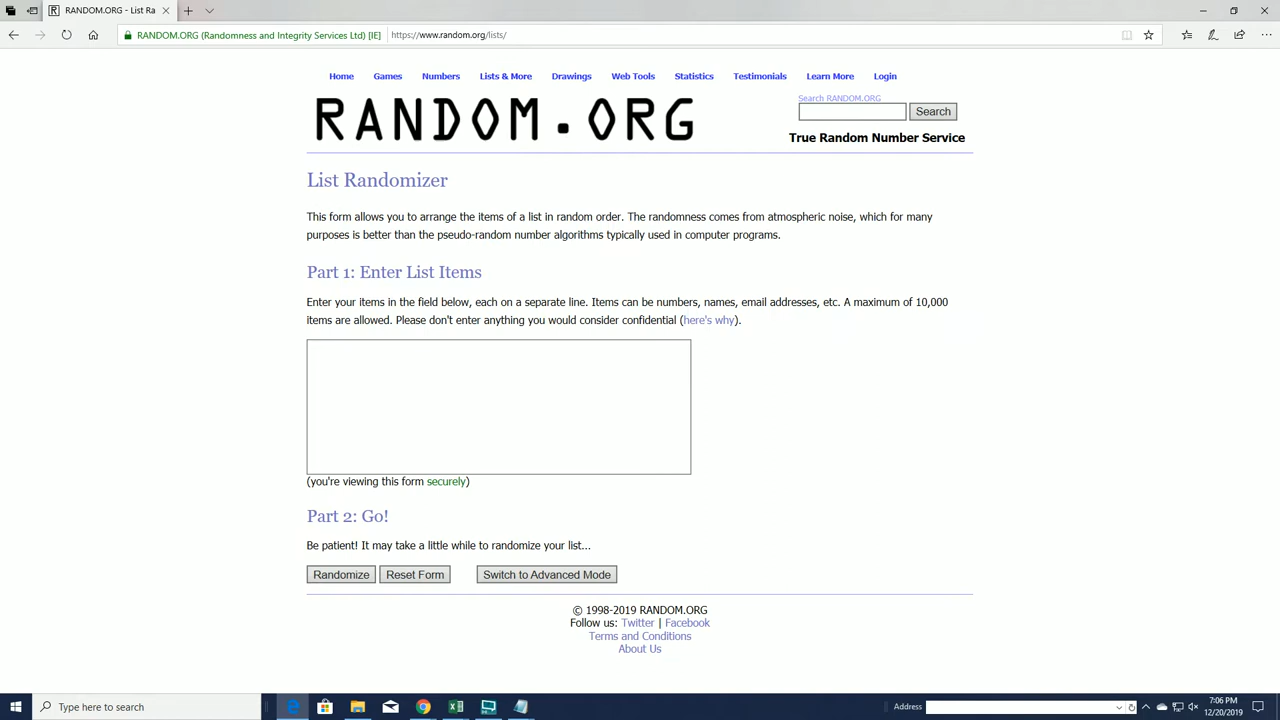 RANDOM.ORG - List Ra
RANDOM.ORG (Randomness and Integrity Services Ltd) [IE]
https://www.random.org/lists/
Home Games Numbers Lists & More Drawings Web Tools Statistics Testimonials Learn More Login
RANDOM.ORG
Search RANDOM.ORG
Search
True Random Number Service
List Randomizer
This form allows you to arrange the items of a list in random order. The randomness comes from atmospheric noise, which for many
purposes is better than the pseudo-random number algorithms typically used in computer programs.
Part 1: Enter List Items
Enter your items in the field below, each on a separate line. Items can be numbers, names, email addresses, etc. A maximum of 10,000
items are allowed. Please don't enter anything you would consider confidential (here's why).
(you're viewing this form securely)
Part 2: Go!
Be patient! It may take a little while to randomize your list...
Randomize Reset Form Switch to Advanced Mode
© 1998-2019 RANDOM.ORG
Follow us: Twitter | Facebook
Terms and Conditions
About Us
Type here to search
Address
7:06 PM
12/20/2019